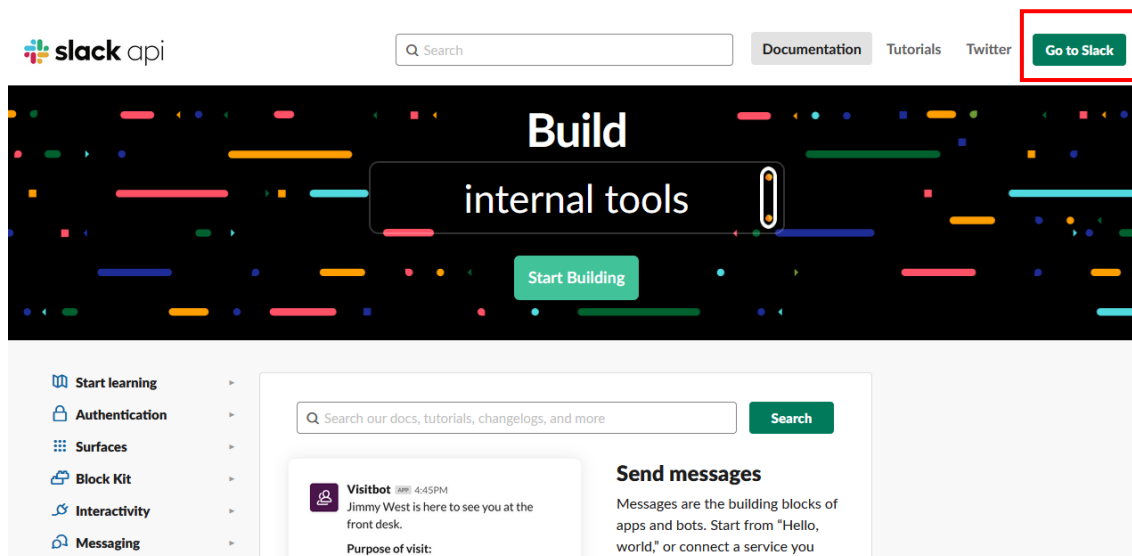 slack api
Search
Documentation
Tutorials
Twitter
Go to Slack
Build
internal tools
Start Building
Start learning
Authentication
Surfaces
Block Kit
Interactivity
Messaging
Search our docs, tutorials, changelogs, and more
Search
Visitbot APP 4:45PM
Jimmy West is here to see you at the
front desk.
Purpose of visit:
Send messages
Messages are the building blocks of
apps and bots. Start from “Hello,
world,” or connect a service you